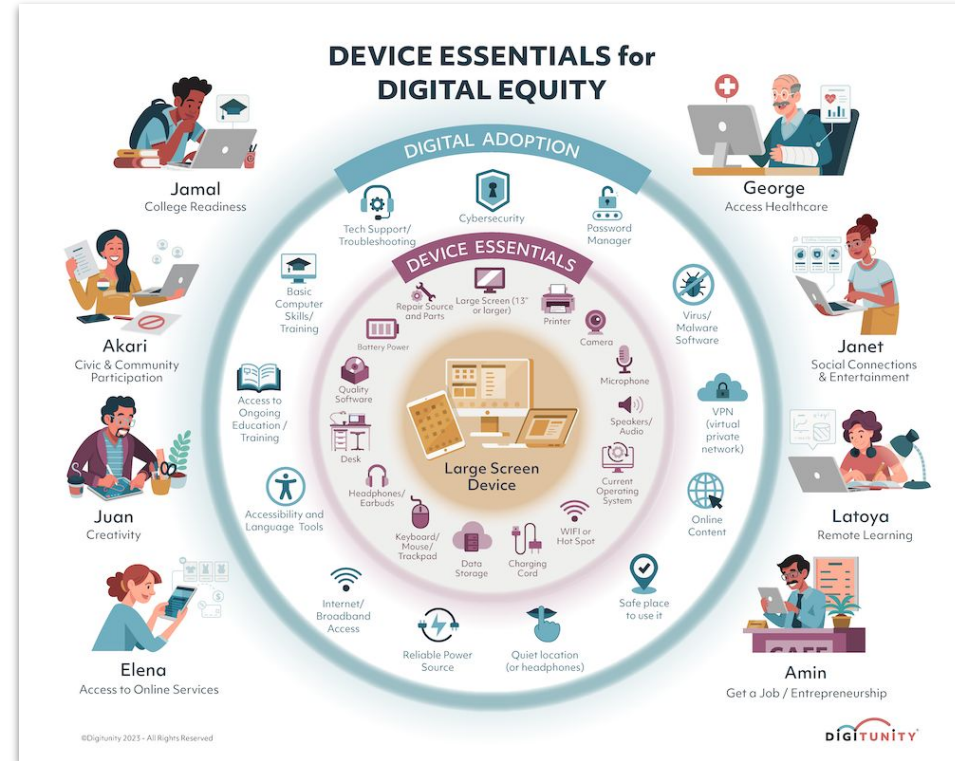 DEVICE ESSENTIALS for
DIGITAL EQUITY
DIGITAL ADOPTION
Tech Support/
Troubleshooting
Cybersecurity
Password
Manager
Basic
Computer
Skills/
Training
Virus/
Malware
Software
Access to
Ongoing
Education /
Training
VPN
(virtual
private
network)
Accessibility and
Language Tools
Online
Content
Internet/
Broadband
Access
Reliable Power
Source
Quiet location
(or headphones)
Safe place
to use it
DEVICE ESSENTIALS
Repair Source
and Parts
Large Screen (13"
or larger)
Printer
Battery Power
Camera
Quality
Software
Microphone
Desk
Speakers/
Audio
Headphones/
Earbuds
Current
Operating
System
Keyboard/
Mouse/
Trackpad
Data
Storage
Charging
Cord
WIFI or
Hot Spot
Large Screen
Device
Jamal
College Readiness
Akari
Civic & Community
Participation
Juan
Creativity
Elena
Access to Online Services
George
Access Healthcare
Janet
Social Connections
& Entertainment
Latoya
Remote Learning
CAFE
Amin
Get a Job / Entrepreneurship
©Digitunity 2023 - All Rights Reserved
DIGITUNITY